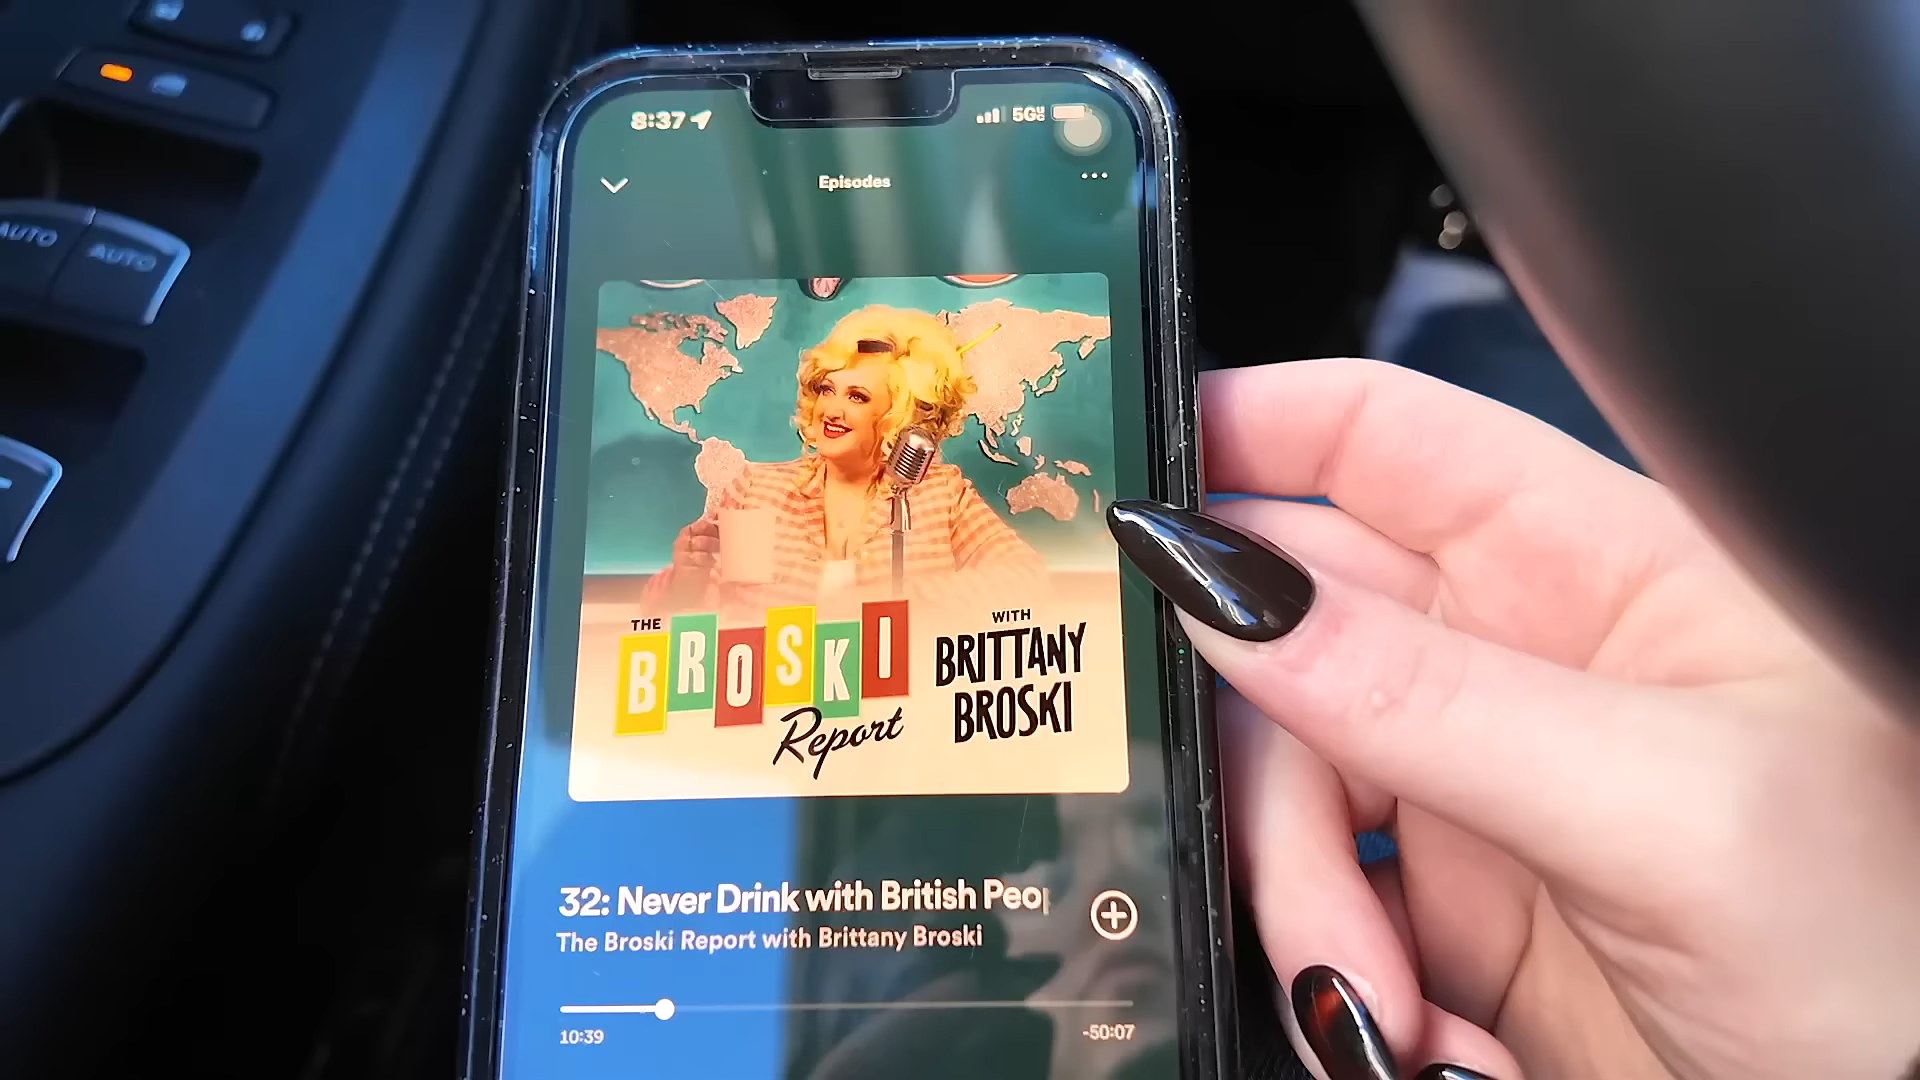 8:37
5G
Episodes
AUTO
AUTO
THE
BROSKI
Report
WITH
BRITTANY
BROSKI
32: Never Drink with British Peop
The Broski Report with Brittany Broski
10:39
-50:07